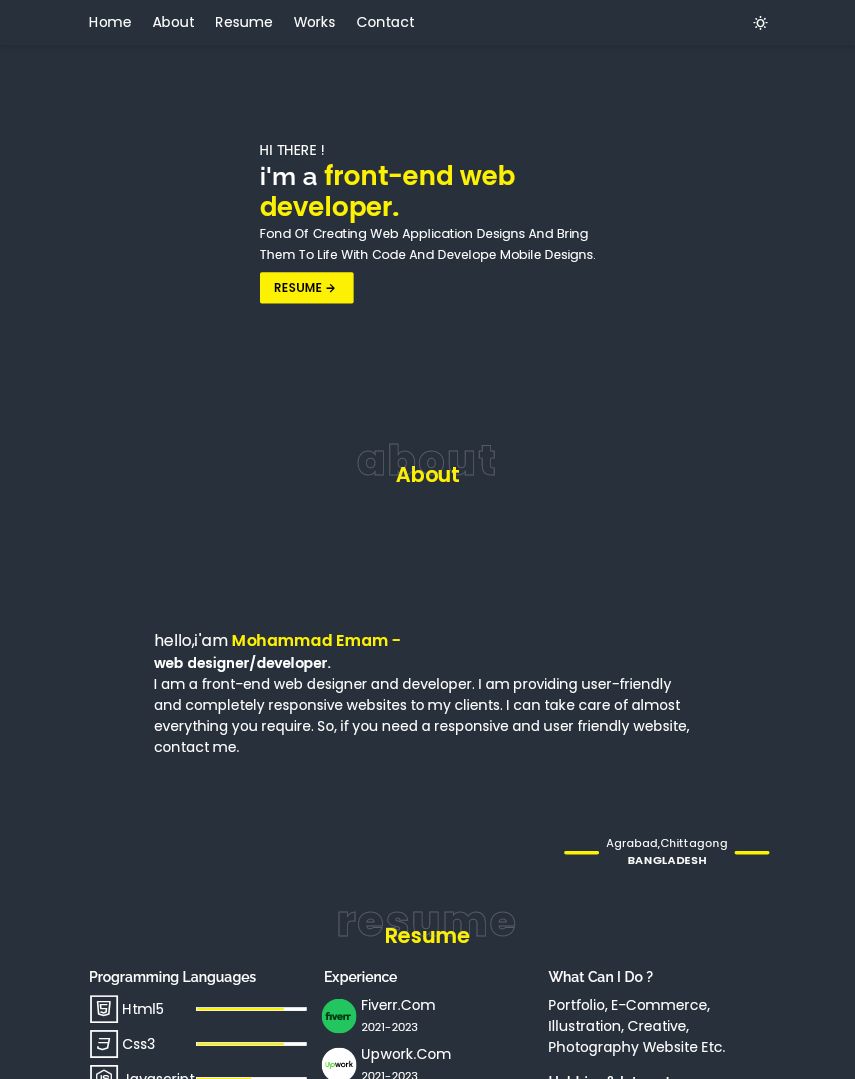 Home About Resume Works Contact
HI THERE !
i'm a front-end web
developer.
Fond Of Creating Web Application Designs And Bring
Them To Life With Code And Develope Mobile Designs.
RESUME →
about
About
hello,i'am Mohammad Emam -
web designer/developer.
I am a front-end web designer and developer. I am providing user-friendly
and completely responsive websites to my clients. I can take care of almost
everything you require. So, if you need a responsive and user friendly website,
contact me.
Agrabad,Chittagong
BANGLADESH
resume
Resume
Programming Languages
Html5
Css3
Javascript
Experience
fiverr
Fiverr.Com
2021-2023
Upwork
Upwork.Com
2021-2023
What Can I Do ?
Portfolio, E-Commerce,
Illustration, Creative,
Photography Website Etc.